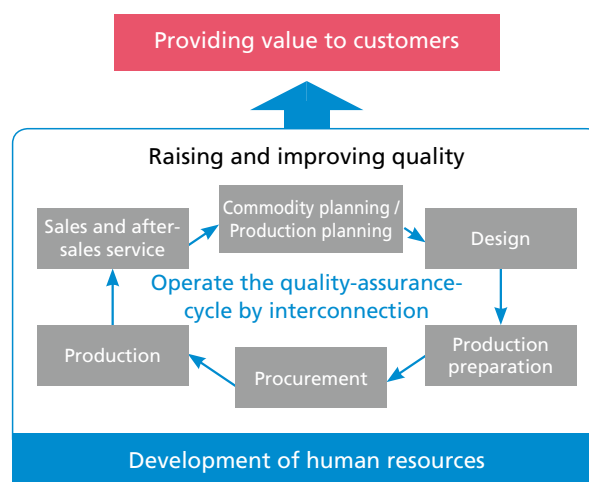 Providing value to customers
Raising and improving quality
Commodity planning /
Production planning
Sales and after-
sales service
Design
Operate the quality-assurance-
cycle by interconnection
Production
Procurement
Production
preparation
Development of human resources